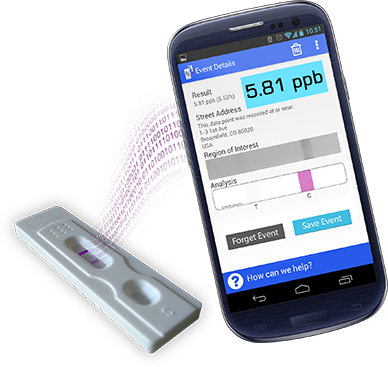 10:51
Event Details
Result
5.81 ppb (5.53%)
5.81 ppb
Street Address
This data point was recorded at or near:
1-3 1st Ave
Broomfield, CO 80020
USA
Region of Interest
Analysis
T C
Forget Event
Save Event
? How can we help?
S